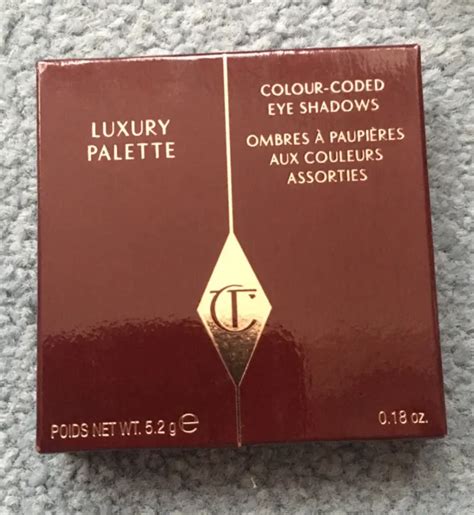 LUXURY
PALETTE
COLOUR-CODED
EYE SHADOWS
OMBRES À PAUPIÈRES
AUX COULEURS
ASSORTIES
CT
POIDS NET WT. 5.2 g ℮
0.18 oz.